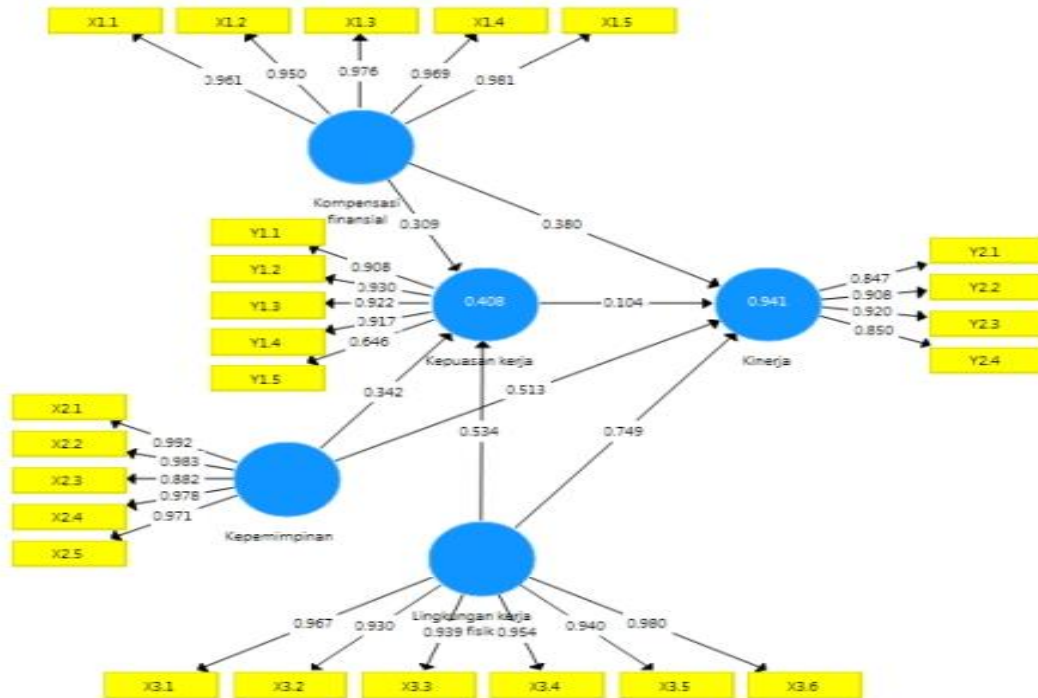 X1.1
X1.2
X1.3
X1.4
X1.5
0.961
0.950
0.976
0.969
0.981
Kompensasi
finansial
0.309
0.380
Y1.1
Y1.2
Y1.3
Y1.4
Y1.5
0.908
0.930
0.922
0.917
0.646
0.408
Kepuasan kerja
0.104
0.941
Kinerja
0.847
0.908
0.920
0.850
Y2.1
Y2.2
Y2.3
Y2.4
0.342
0.513
0.534
0.749
X2.1
X2.2
X2.3
X2.4
X2.5
0.992
0.983
0.882
0.978
0.971
Kepemimpinan
Lingkungan kerja
fisik
0.967
0.930
0.939
0.954
0.940
0.980
X3.1
X3.2
X3.3
X3.4
X3.5
X3.6